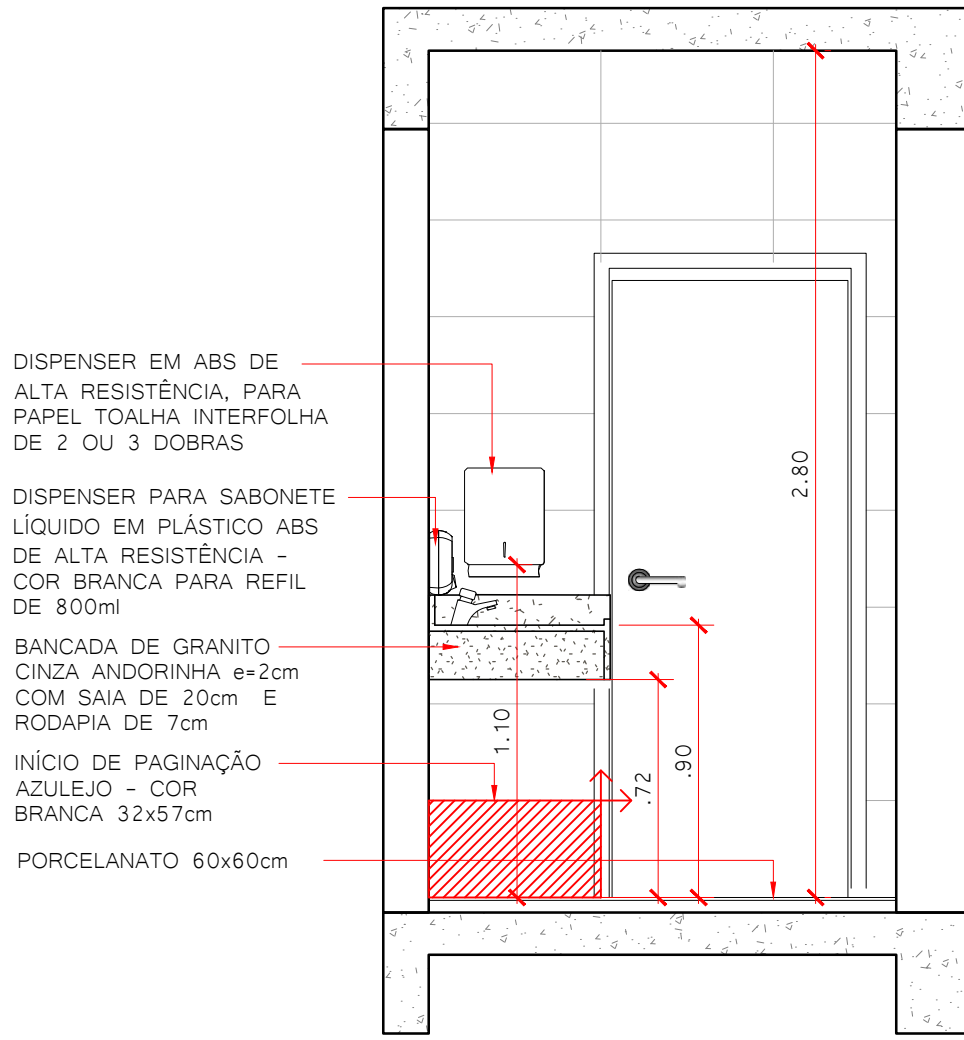 DISPENSER EM ABS DE
ALTA RESISTÊNCIA, PARA
PAPEL TOALHA INTERFOLHA
DE 2 OU 3 DOBRAS
DISPENSER PARA SABONETE
LÍQUIDO EM PLÁSTICO ABS
DE ALTA RESISTÊNCIA -
COR BRANCA PARA REFIL
DE 800ml
BANCADA DE GRANITO
CINZA ANDORINHA e=2cm
COM SAIA DE 20cm E
RODAPIA DE 7cm
INÍCIO DE PAGINAÇÃO
AZULEJO - COR
BRANCA 32x57cm
PORCELANATO 60x60cm
1.10
.72
.90
2.80